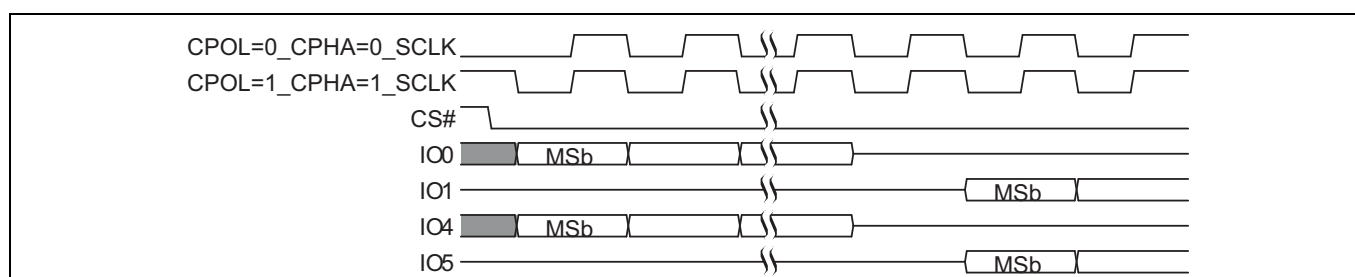 CPOL=0_CPHA=0_SCLK
CPOL=1_CPHA=1_SCLK
CS#
IO0 MSb
IO1 MSb
IO4 MSb
IO5 MSb